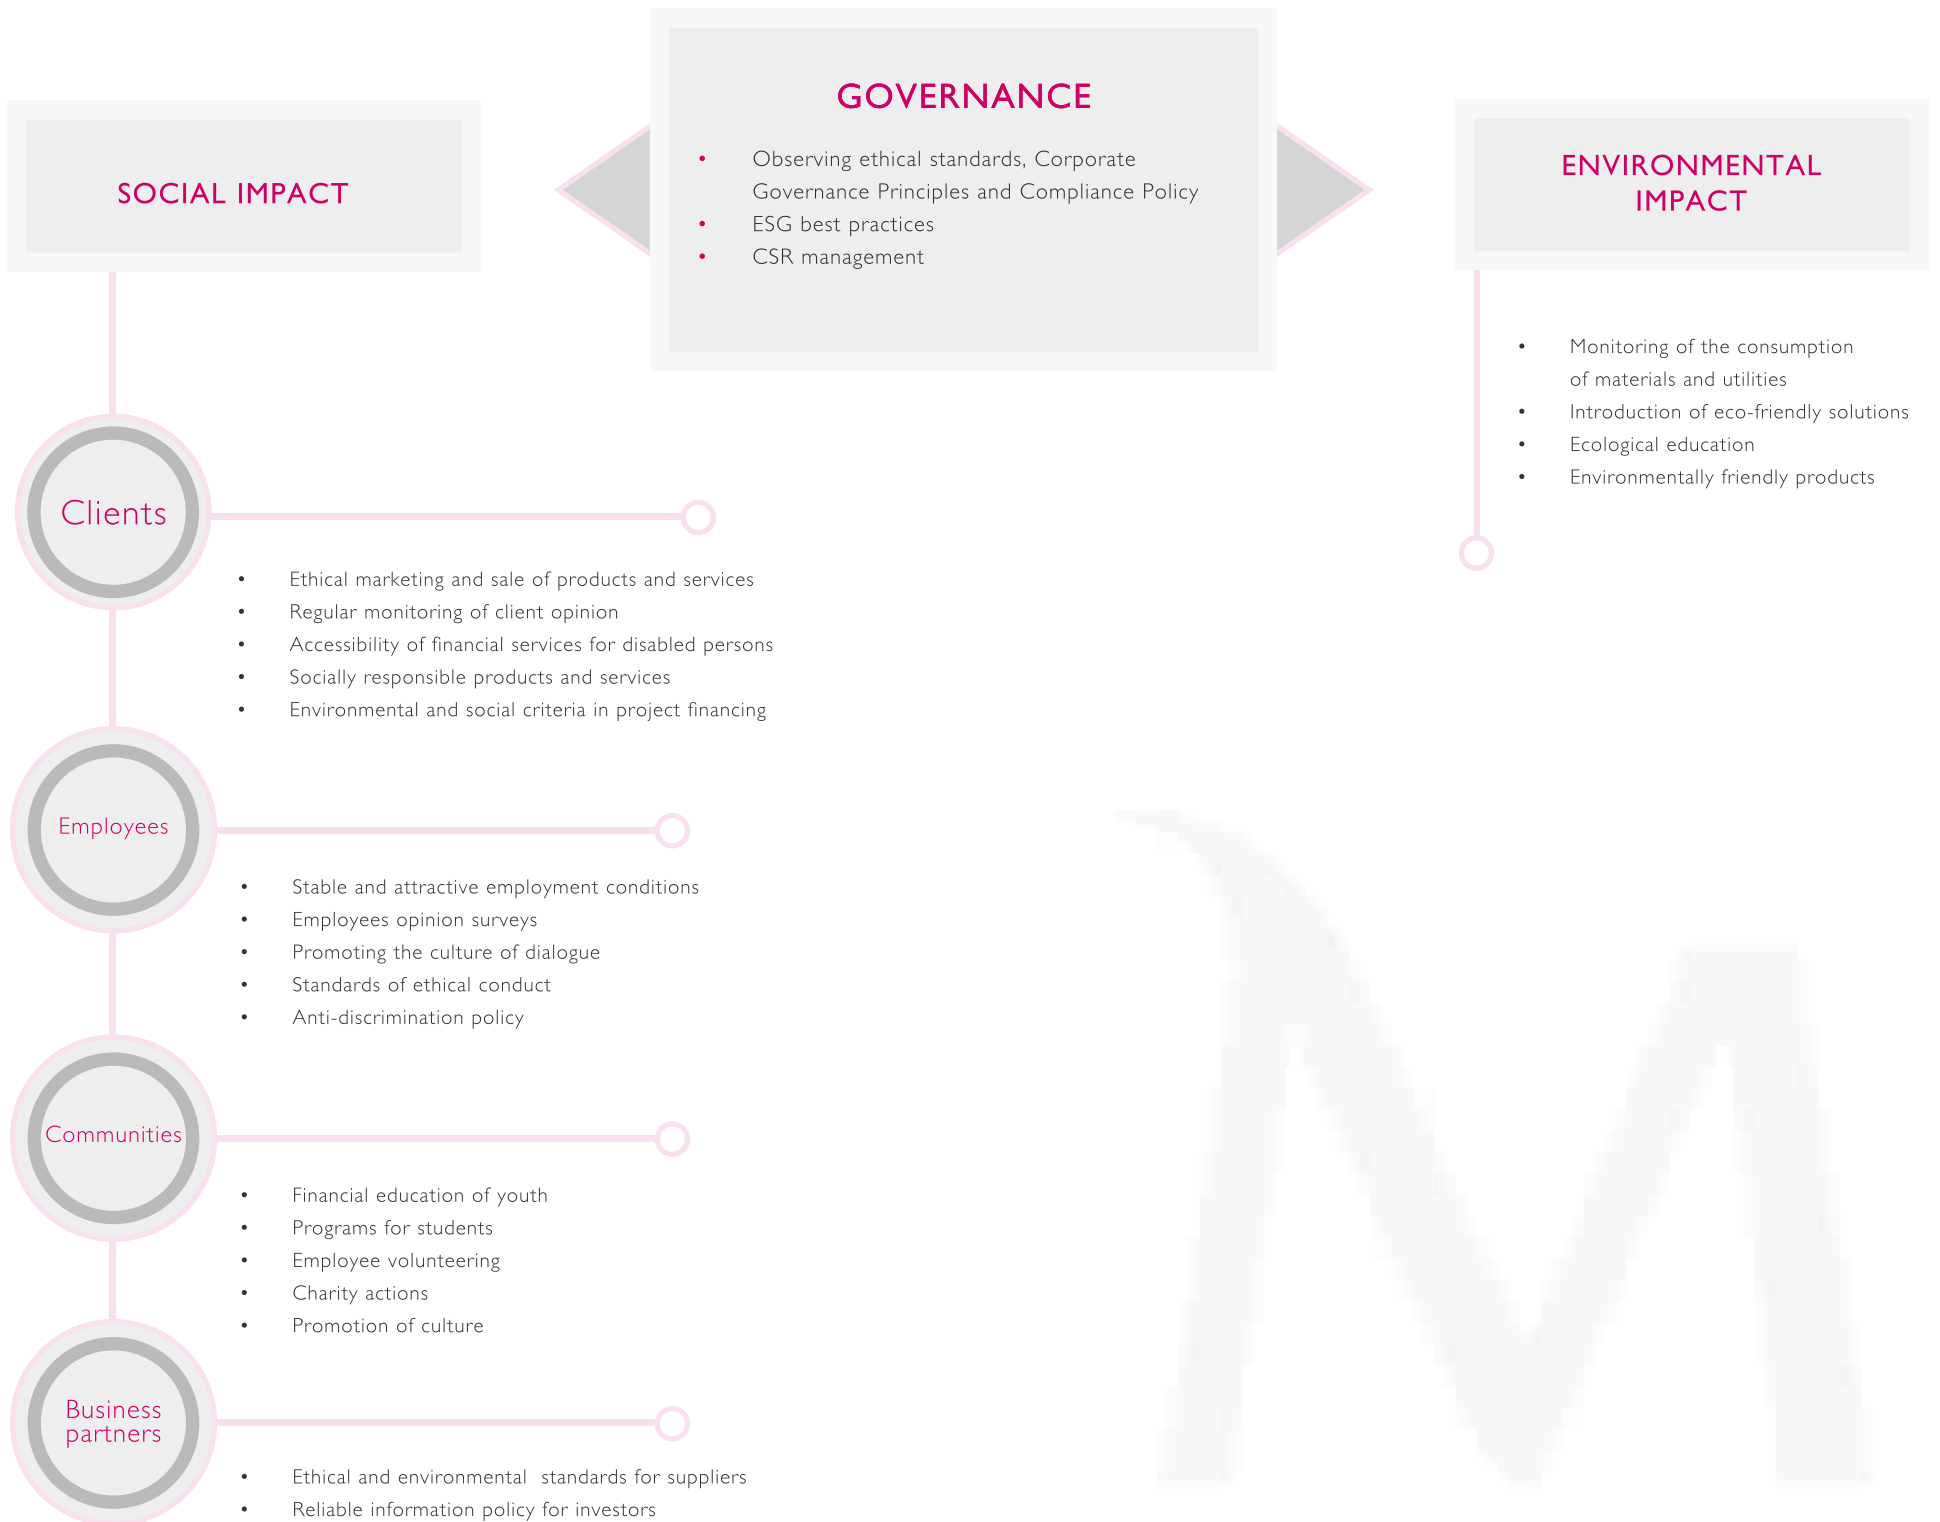 GOVERNANCE
• Observing ethical standards, Corporate
Governance Principles and Compliance Policy
• ESG best practices
• CSR management
SOCIAL IMPACT
Clients
• Ethical marketing and sale of products and services
• Regular monitoring of client opinion
• Accessibility of financial services for disabled persons
• Socially responsible products and services
• Environmental and social criteria in project financing
Employees
• Stable and attractive employment conditions
• Employees opinion surveys
• Promoting the culture of dialogue
• Standards of ethical conduct
• Anti-discrimination policy
Communities
• Financial education of youth
• Programs for students
• Employee volunteering
• Charity actions
• Promotion of culture
Business
partners
• Ethical and environmental standards for suppliers
• Reliable information policy for investors
ENVIRONMENTAL
IMPACT
• Monitoring of the consumption
of materials and utilities
• Introduction of eco-friendly solutions
• Ecological education
• Environmentally friendly products
M